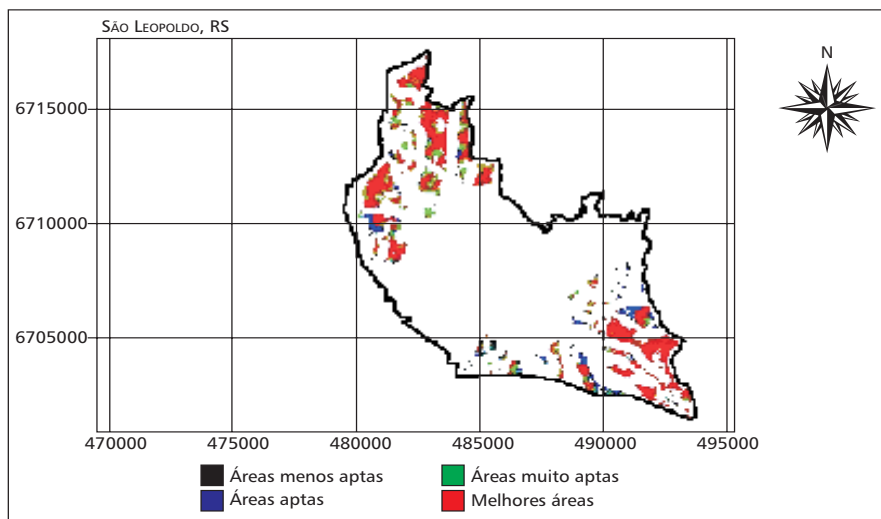 São Leopoldo, RS
N
6715000
6710000
6705000
470000 475000 480000 485000 490000 495000
Áreas menos aptas Áreas muito aptas
Áreas aptas Melhores áreas